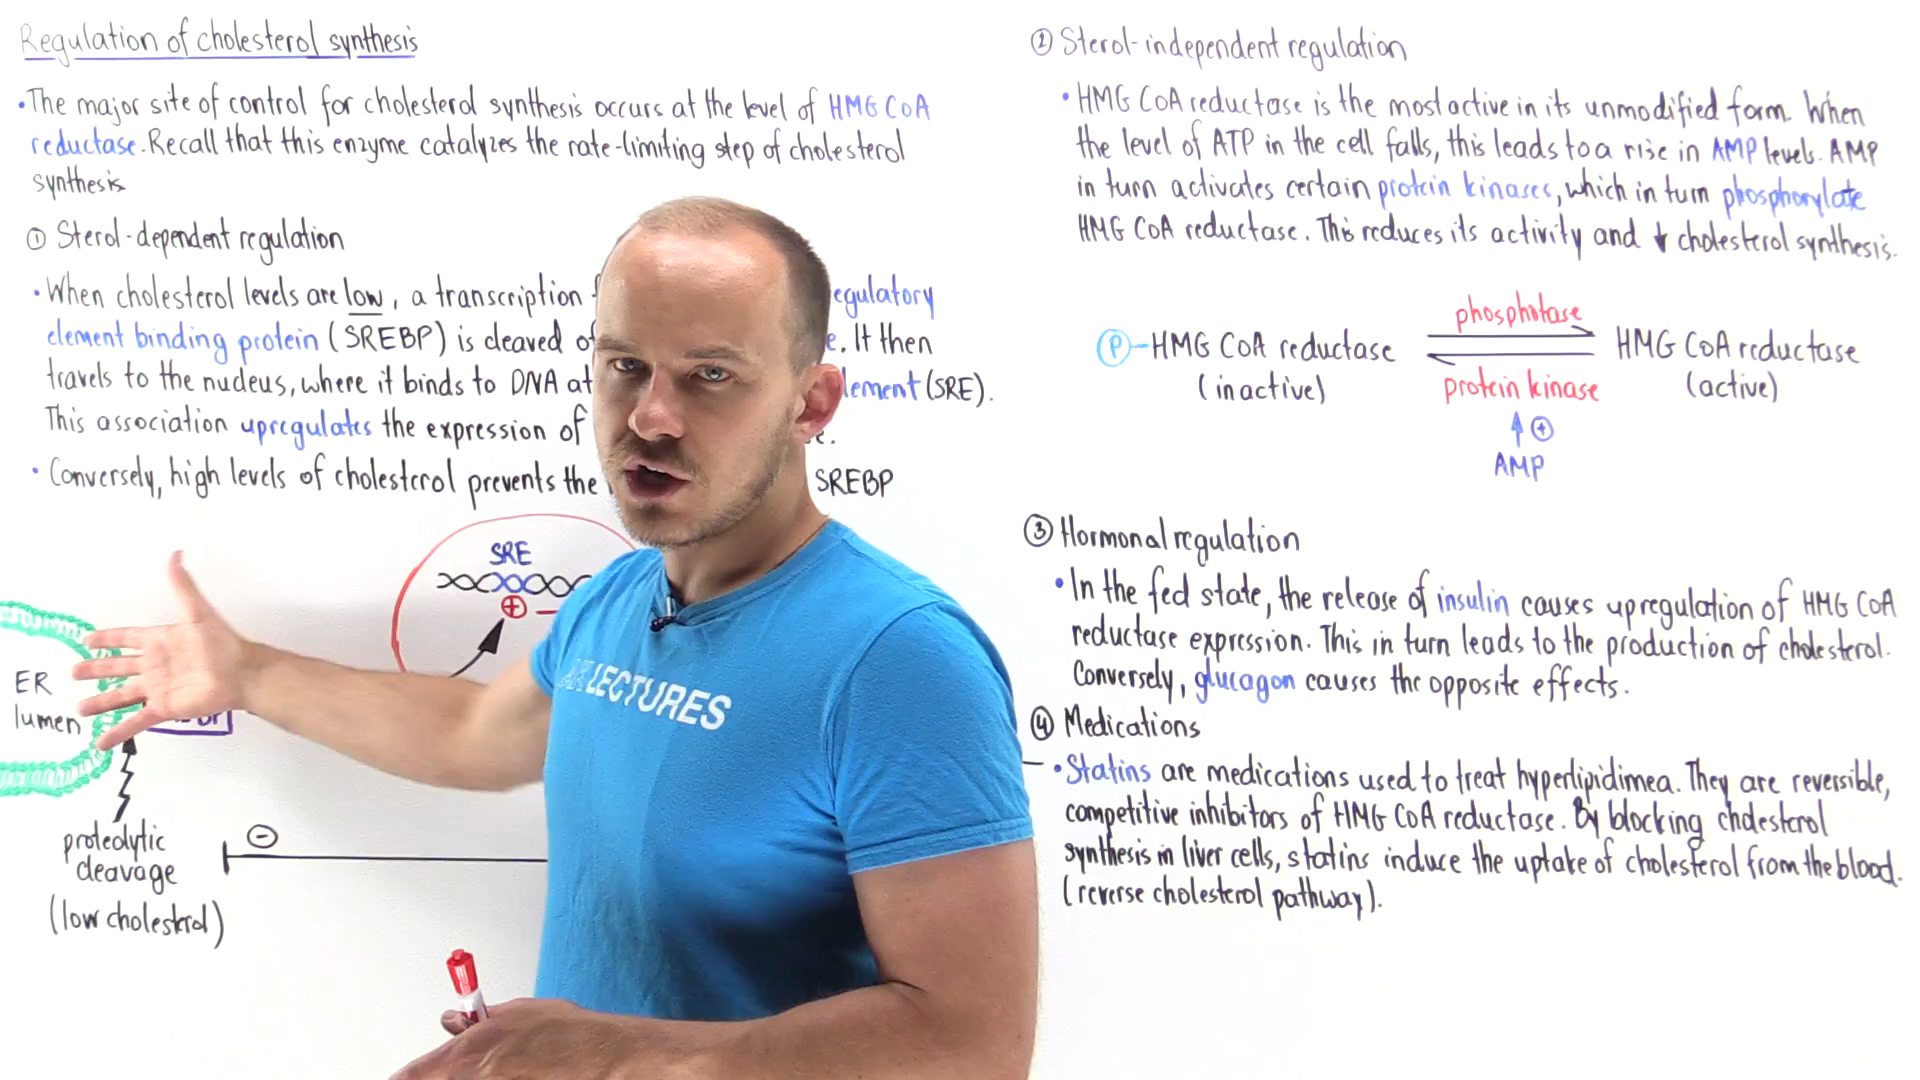 Regulation of cholesterol synthesis
•The major site of control for cholesterol synthesis occurs at the level of HMG CoA
reductase. Recall that this enzyme catalyzes the rate-limiting step of cholesterol
synthesis
① Sterol-dependent regulation
•When cholesterol levels are low, a transcription egulatory
element binding protein (SREBP) is cleaved of e. It then
travels to the nucleus, where it binds to DNA at lement (SRE).
This association upregulates the expression of e.
• Conversely, high levels of cholesterol prevents the SREBP
SRE
+
ER
lumen
proteolytic
cleavage
(low cholesterol)
−
LECTURES
② Sterol-independent regulation
• HMG CoA reductase is the most active in its unmodified form. When
the level of ATP in the cell falls, this leads to a rise in AMP levels. AMP
in turn activates certain protein kinases, which in turn phosphorylate
HMG CoA reductase. This reduces its activity and ↓ cholesterol synthesis.
phosphotase
P-HMG CoA reductase HMG CoA reductase
(inactive) protein kinase (active)
+
AMP
③ Hormonal regulation
•In the fed state, the release of insulin causes upregulation of HMG CoA
reductase expression. This in turn leads to the production of cholesterol.
Conversely, glucagon causes the opposite effects.
④ Medications
•Statins are medications used to treat hyperlipidimea. They are reversible,
competitive inhibitors of HMG CoA reductase. By blocking cholesterol
synthesis in liver cells, statins induce the uptake of cholesterol from the blood.
(reverse cholesterol pathway).